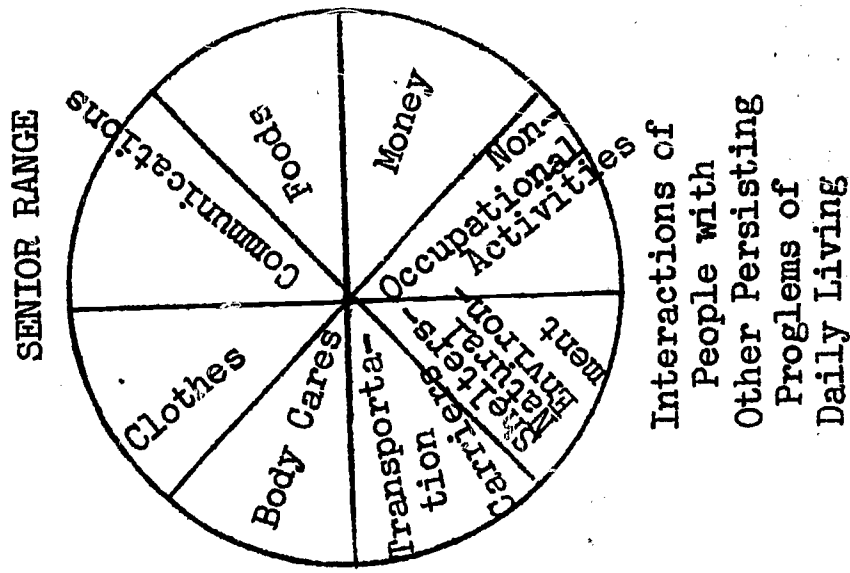 SENIOR RANGE
Communications
Foods
Money
Non-
Occupational
Activities
Shelters-
Natural
Environ-
ment
Carriers-
Transporta-
tion
Body Cares
Clothes
Interactions of
People with
Other Persisting
Proglems of
Daily Living